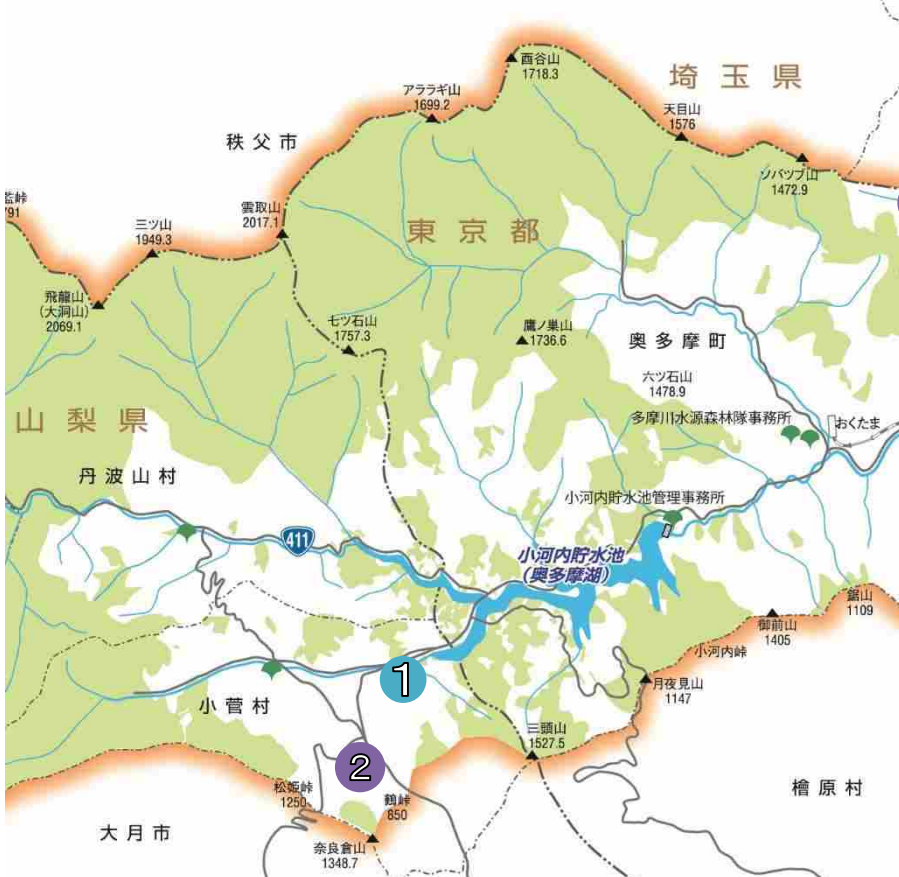 酉谷山
1718.3
埼玉県
アララギ山
1699.2
天目山
1576
秩父市
ソバツブ山
1472.9
藍峠
791
雲取山
2017.1
三ツ山
1949.3
東京都
飛龍山
(大洞山)
2069.1
七ツ石山
1757.3
鷹ノ巣山
1736.6
奥多摩町
六ツ石山
1478.9
山梨県
多摩川水源森林隊事務所
おくたま
丹波山村
小河内貯水池管理事務所
411
小河内貯水池
(奥多摩湖)
鋸山
1109
御前山
1405
小河内峠
1
月夜見山
1147
小菅村
三頭山
1527.5
2
松姫峠
1250
鶴峠
850
檜原村
大月市
奈良倉山
1348.7